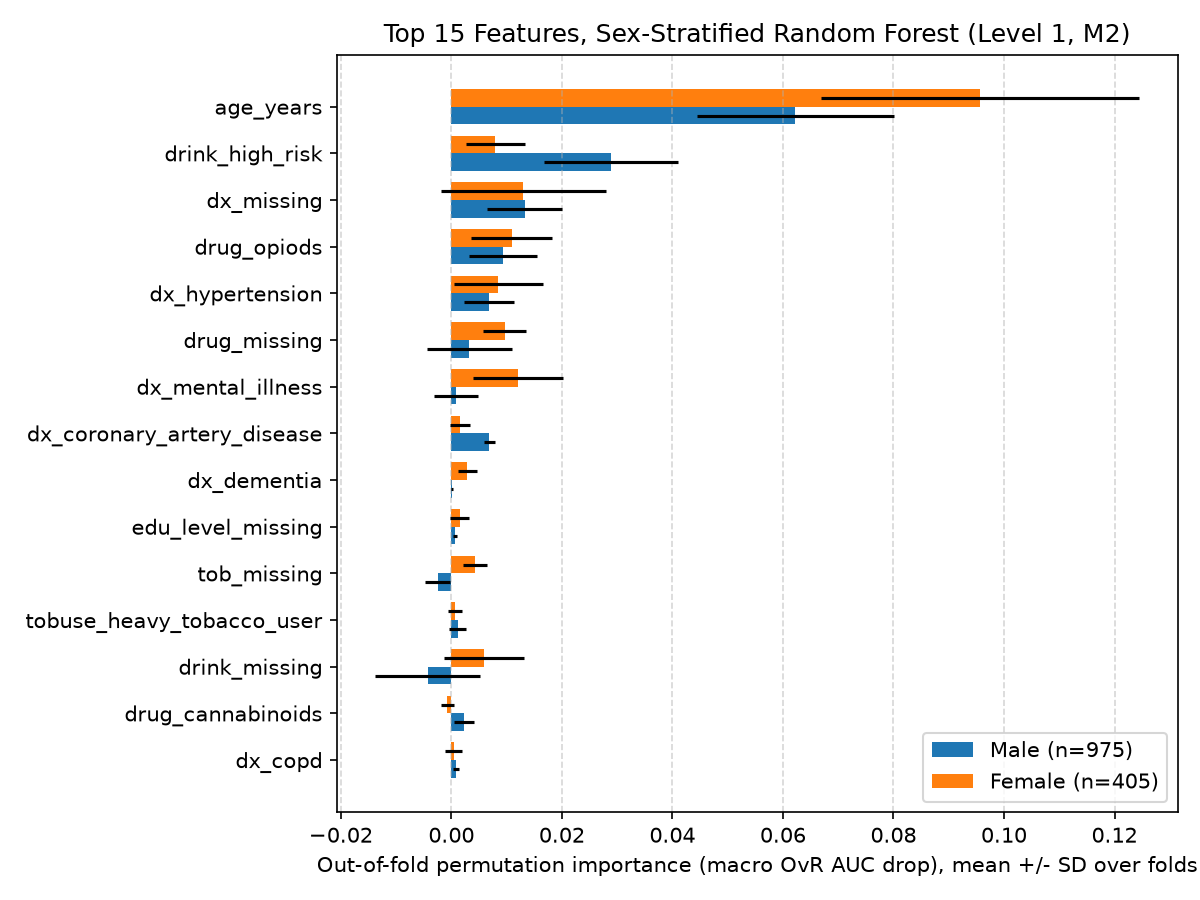 Top 15 Features, Sex-Stratified Random Forest (Level 1, M2)
age_years
drink_high_risk
dx_missing
drug_opiods
dx_hypertension
drug_missing
dx_mental_illness
dx_coronary_artery_disease
dx_dementia
edu_level_missing
tob_missing
tobuse_heavy_tobacco_user
drink_missing
drug_cannabinoids
dx_copd
Male (n=975)
Female (n=405)
−0.02 0.00 0.02 0.04 0.06 0.08 0.10 0.12
Out-of-fold permutation importance (macro OvR AUC drop), mean +/- SD over folds